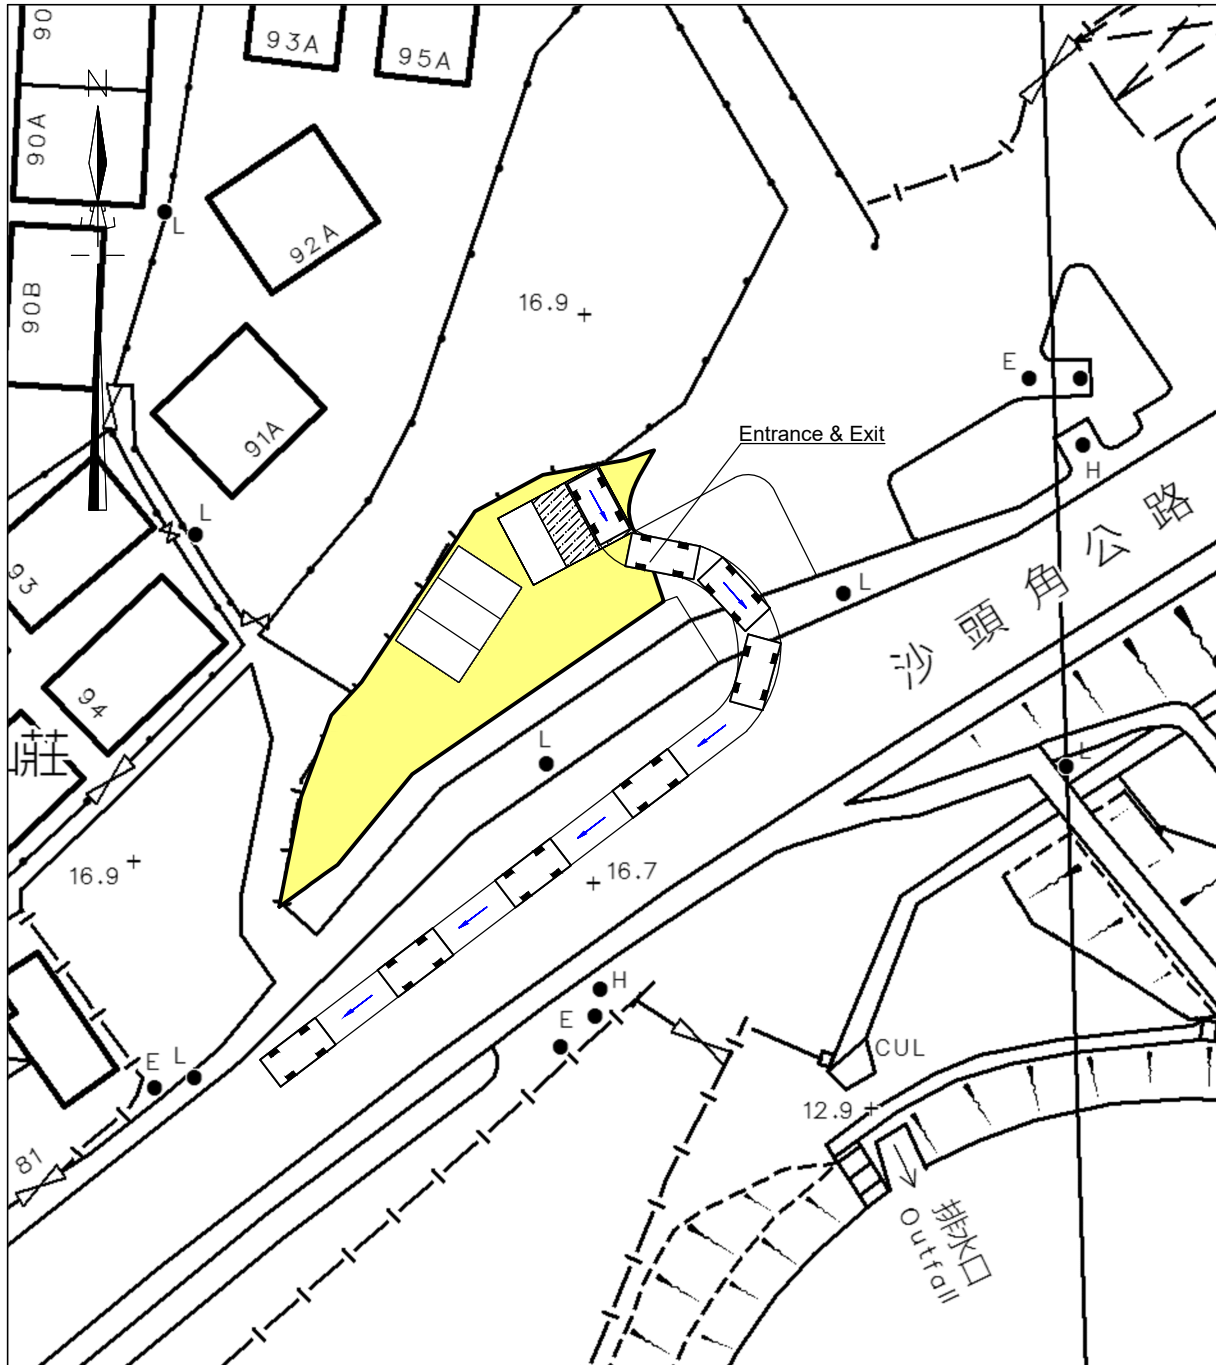 90
93A
95A
N
90A
L
92A
90B
16.9
E
91A
Entrance & Exit
H
L
沙頭角公路
93
L
94
L
L
莊
16.9
16.7
H
E
CUL
E L
12.9
81
排水口
Outfall